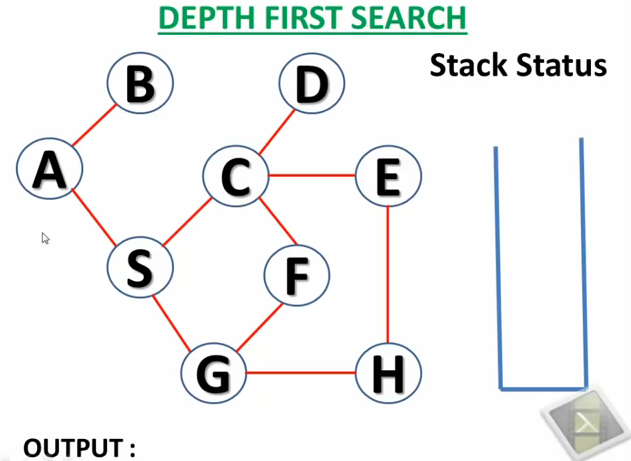 DEPTH FIRST SEARCH
Stack Status
B
D
A
C
E
S
F
G
H
OUTPUT :